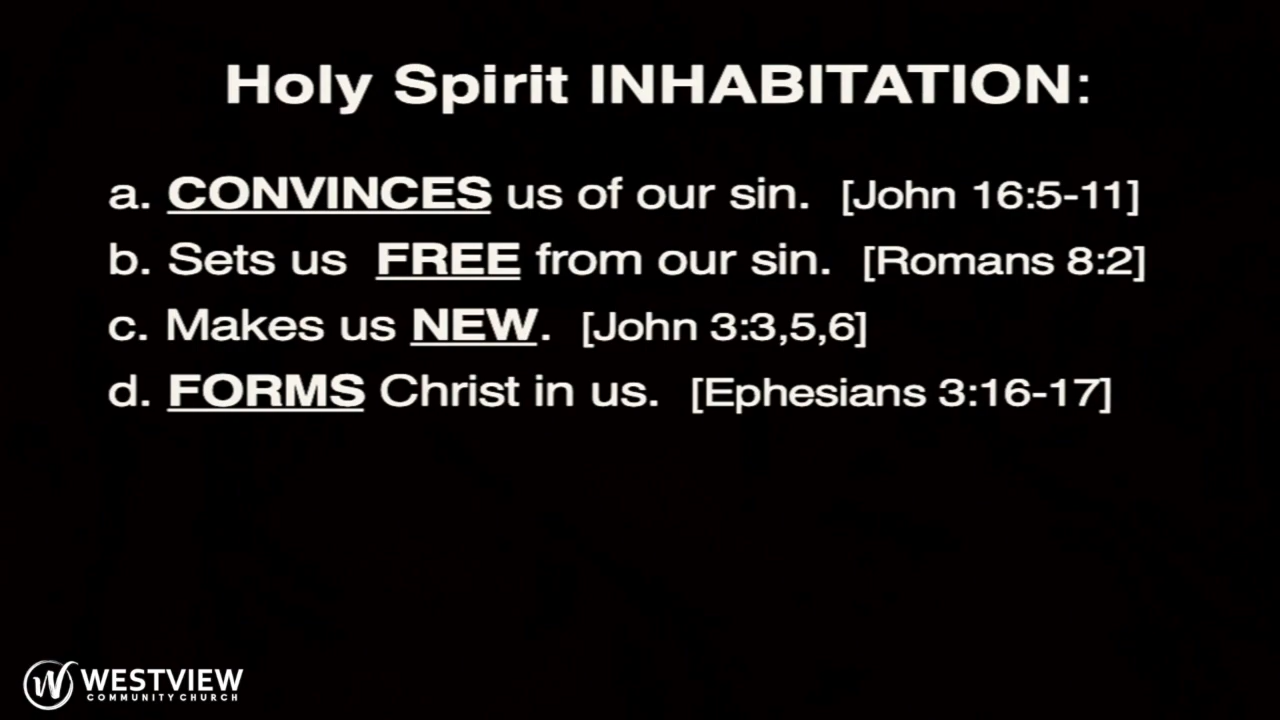 Holy Spirit INHABITATION:
a. CONVINCES us of our sin. [John 16:5-11]
b. Sets us FREE from our sin. [Romans 8:2]
c. Makes us NEW. [John 3:3,5,6]
d. FORMS Christ in us. [Ephesians 3:16-17]
WESTVIEW
COMMUNITY CHURCH